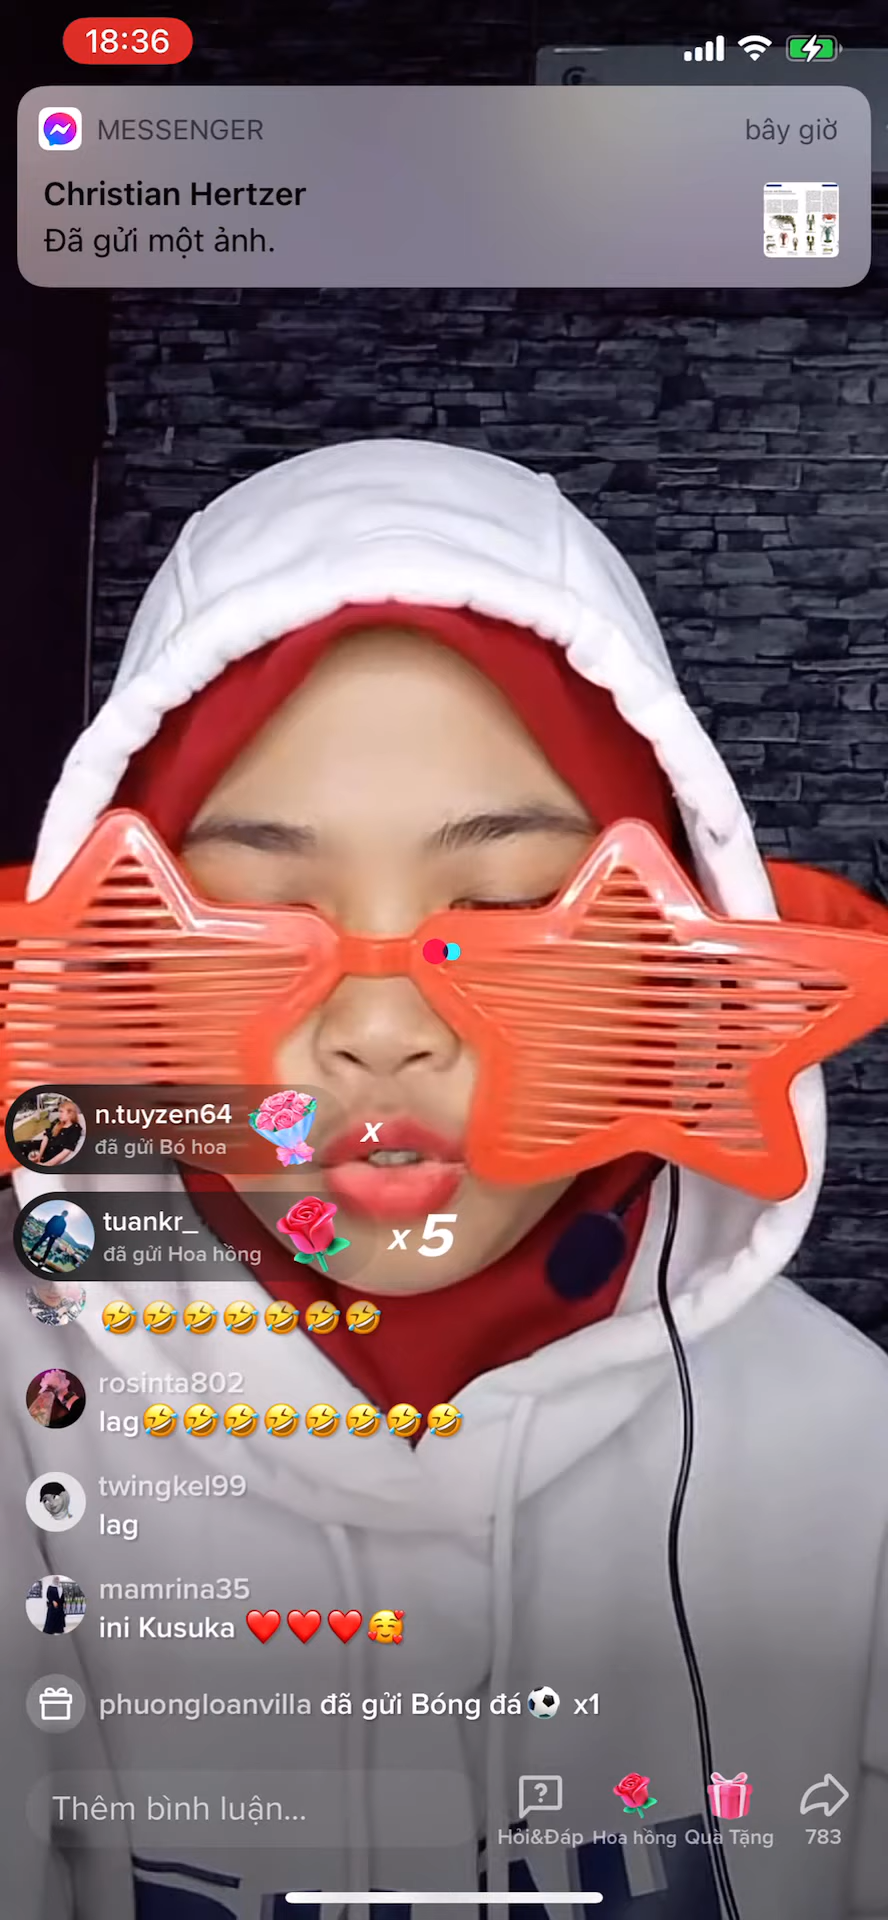 18:36
MESSENGER
bây giờ
Christian Hertzer
Đã gửi một ảnh.
n.tuyzen64
đã gửi Bó hoa
x
tuankr_
đã gửi Hoa hồng
x 5
🤣🤣🤣🤣🤣🤣🤣
rosinta802
lag🤣🤣🤣🤣🤣🤣🤣🤣
twingkel99
lag
mamrina35
ini Kusuka ❤️❤️❤️🥰
phuongloanvilla đã gửi Bóng đá⚽ x1
Thêm bình luận...
Hỏi&Đáp
Hoa hồng
Quà Tặng
783